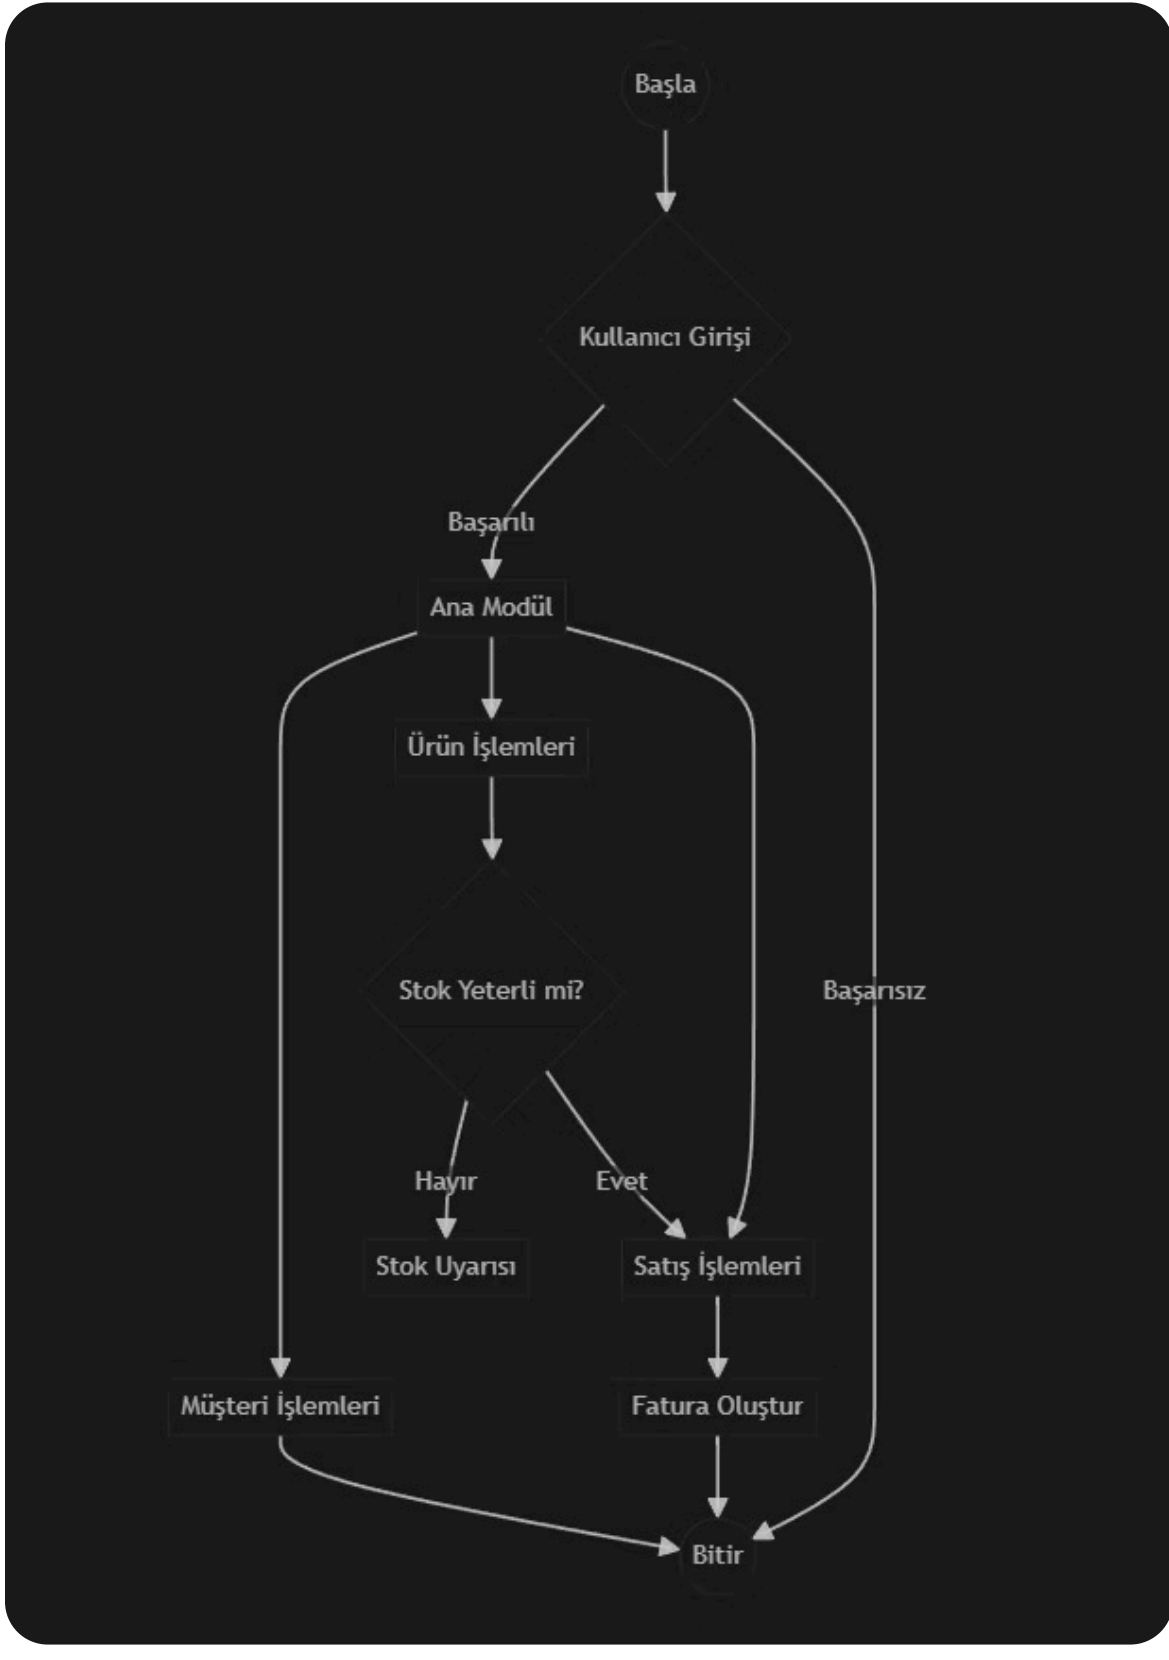 Başla
Kullanıcı Girişi
Başarılı
Ana Modül
Ürün İşlemleri
Stok Yeterli mi?
Başarısız
Hayır
Evet
Stok Uyarısı
Satış İşlemleri
Müşteri İşlemleri
Fatura Oluştur
Bitir